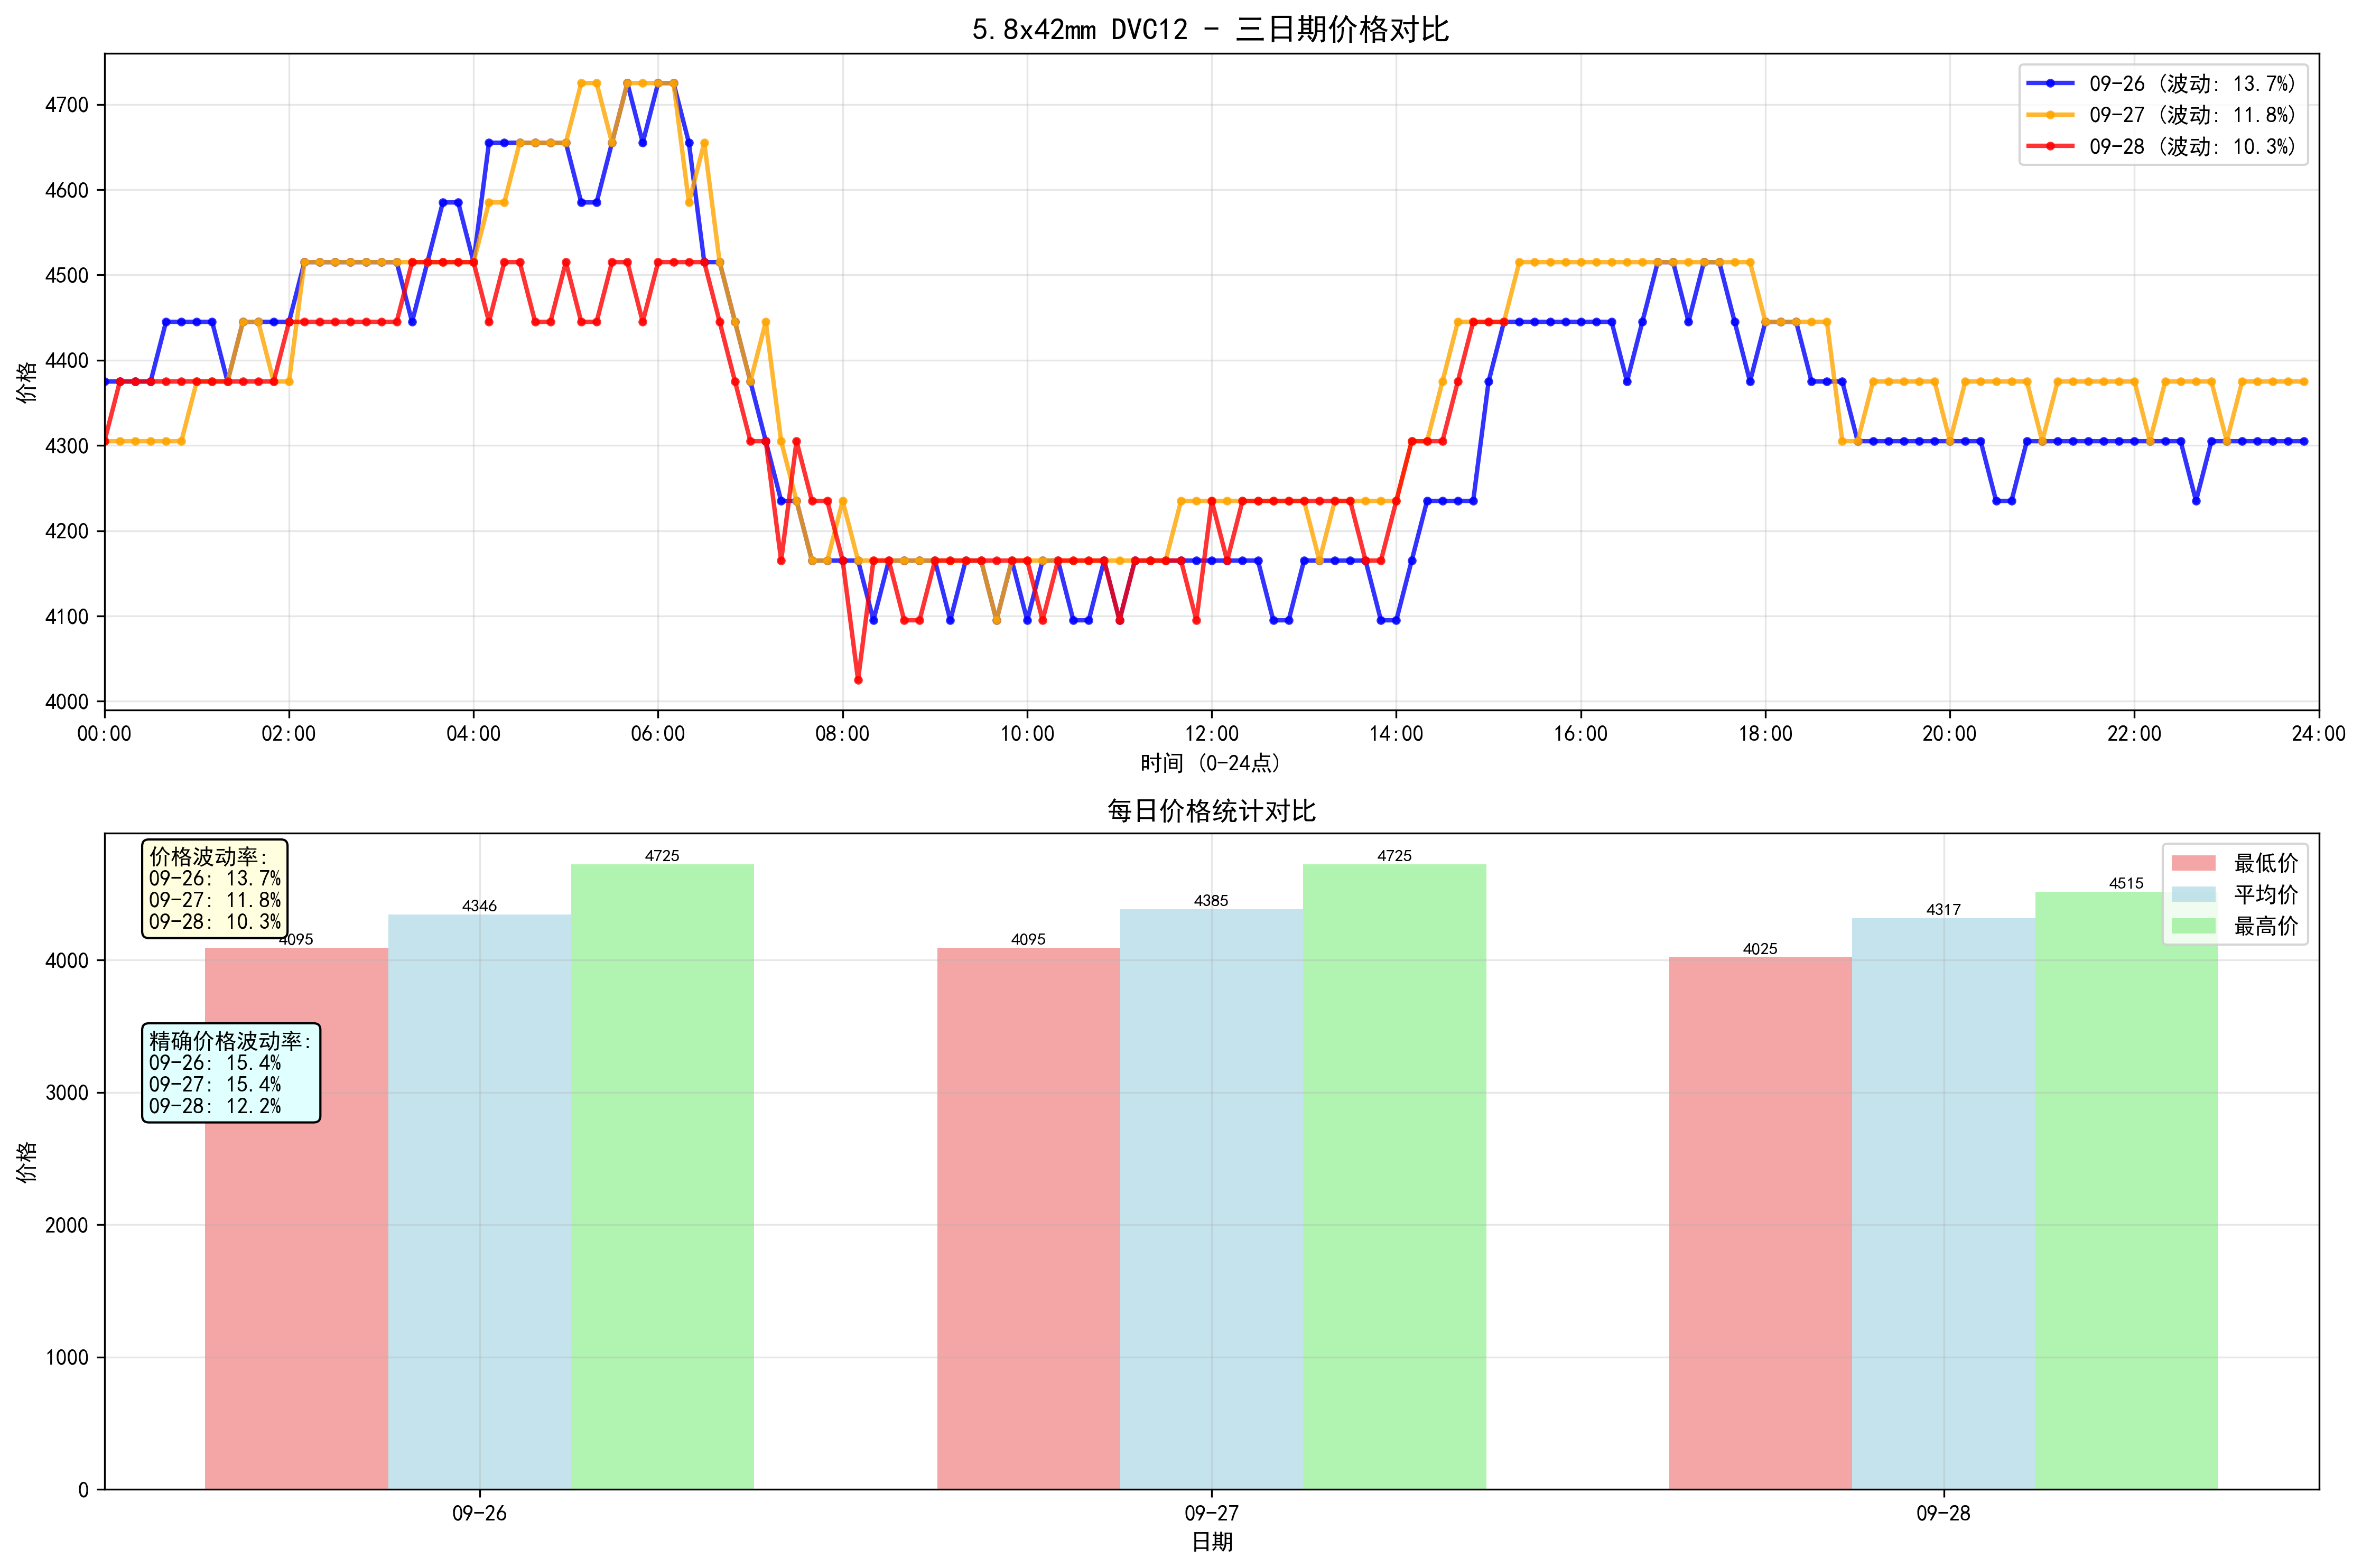 5.8x42mm DVC12 - 三日期价格对比
09-26 (波动: 13.7%)
09-27 (波动: 11.8%)
09-28 (波动: 10.3%)
价格
4700
4600
4500
4400
4300
4200
4100
4000
00:00 02:00 04:00 06:00 08:00 10:00 12:00 14:00 16:00 18:00 20:00 22:00 24:00
时间 (0-24点)
每日价格统计对比
价格波动率:
09-26: 13.7%
09-27: 11.8%
09-28: 10.3%
精确价格波动率:
09-26: 15.4%
09-27: 15.4%
09-28: 12.2%
最低价
平均价
最高价
4095 4346 4725
4095 4385 4725
4025 4317 4515
价格
4000
3000
2000
1000
0
09-26 09-27 09-28
日期